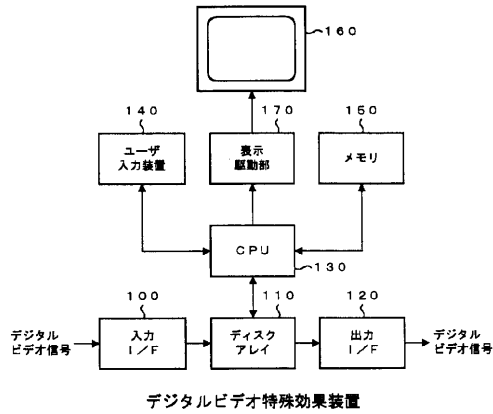 160
140
170
150
ユーザ
入力装置
表示
駆動部
メモリ
CPU
130
100
110
120
デジタル
ビデオ信号
入力
I/F
ディスク
アレイ
出力
I/F
デジタル
ビデオ信号
デジタルビデオ特殊効果装置